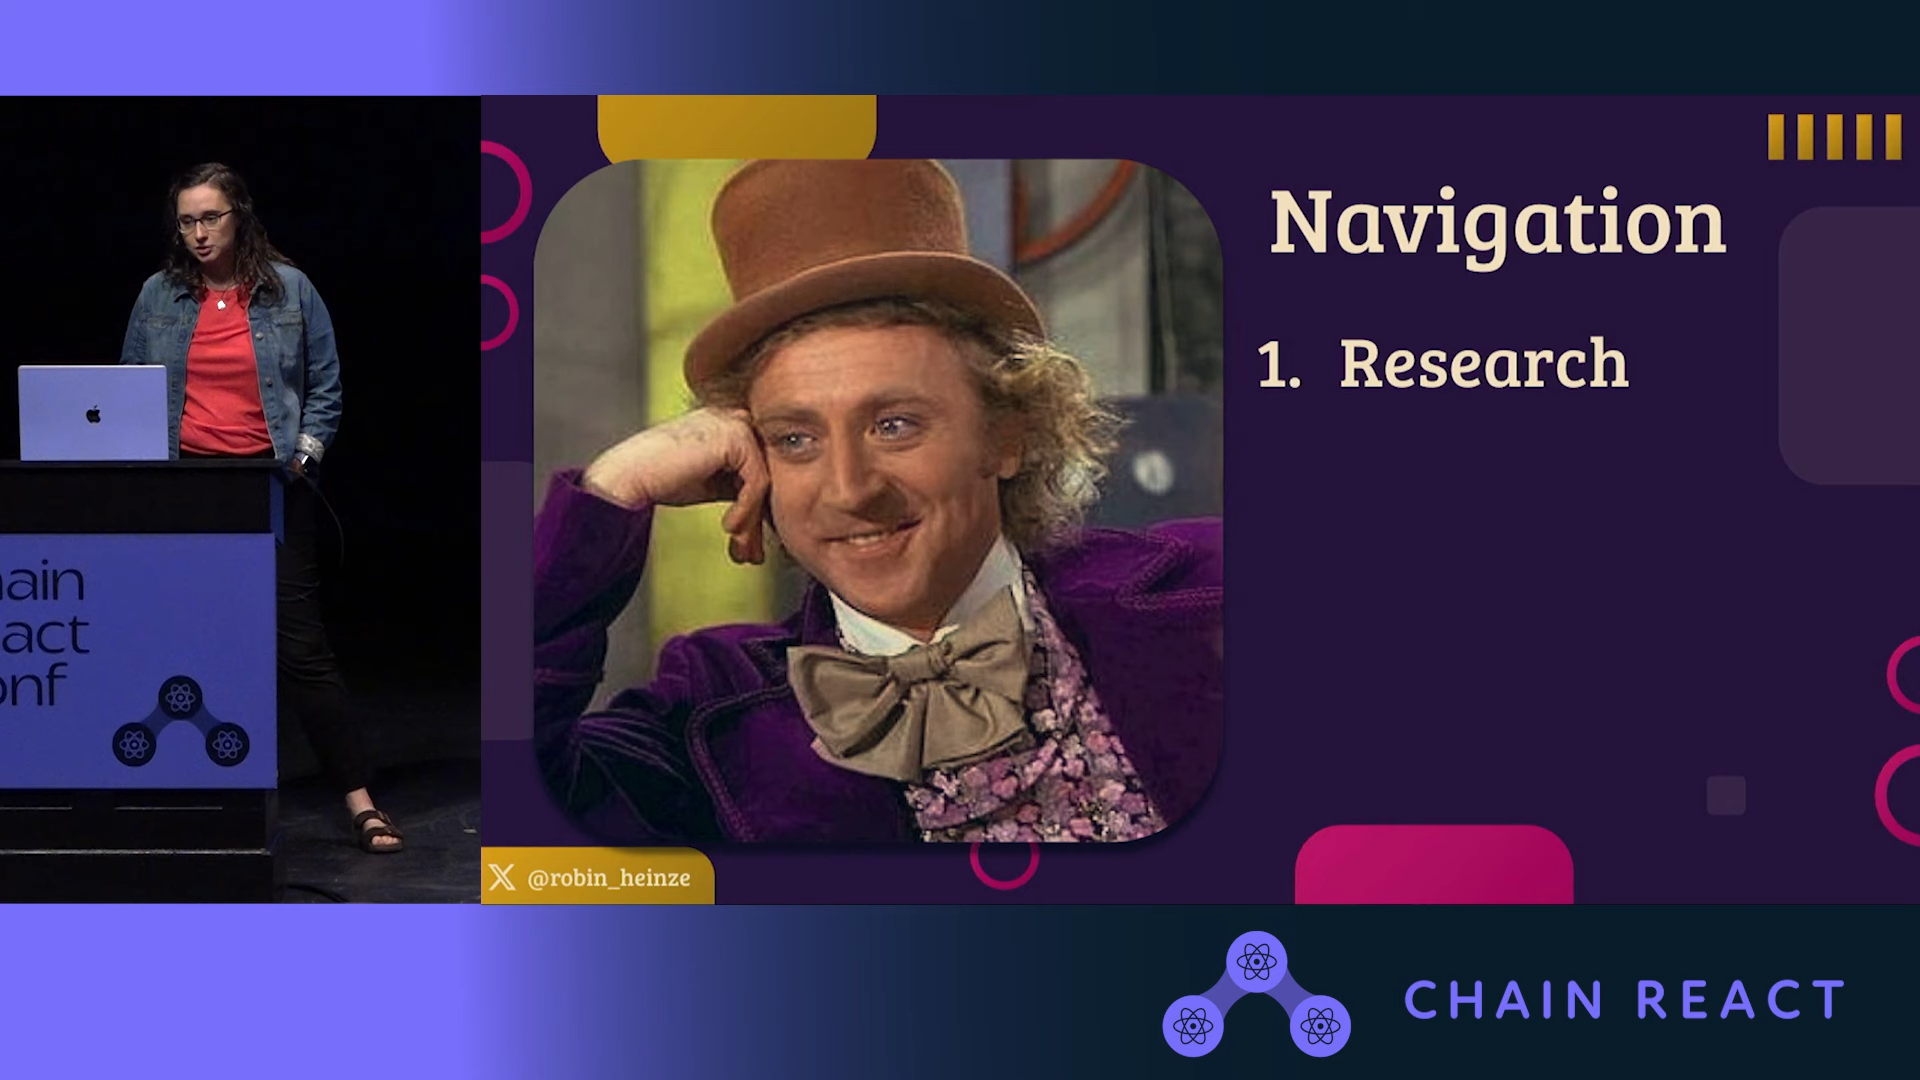 Navigation
1. Research
@robin_heinze
ain
act
onf
CHAIN REACT